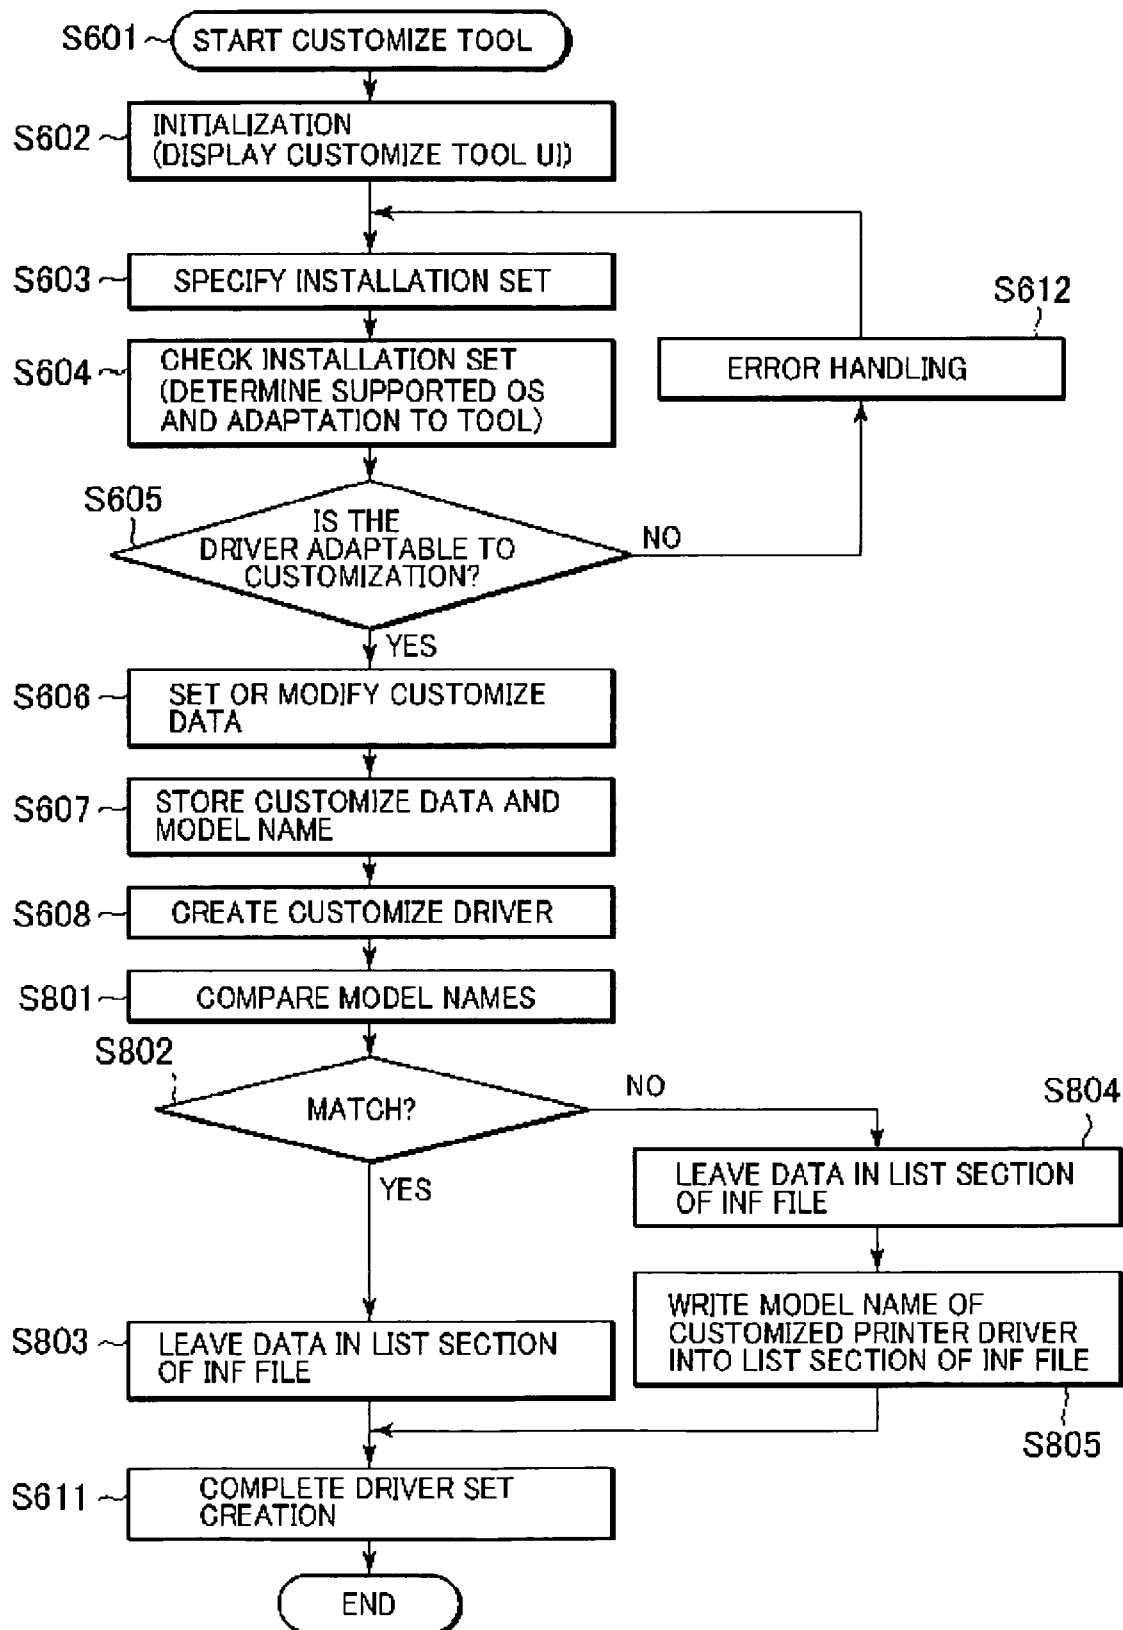 S601
START CUSTOMIZE TOOL
S602
INITIALIZATION
(DISPLAY CUSTOMIZE TOOL UI)
S603
SPECIFY INSTALLATION SET
S612
ERROR HANDLING
S604
CHECK INSTALLATION SET
(DETERMINE SUPPORTED OS
AND ADAPTATION TO TOOL)
S605
IS THE
DRIVER ADAPTABLE TO
CUSTOMIZATION?
NO
YES
S606
SET OR MODIFY CUSTOMIZE
DATA
S607
STORE CUSTOMIZE DATA AND
MODEL NAME
S608
CREATE CUSTOMIZE DRIVER
S801
COMPARE MODEL NAMES
S802
MATCH?
NO
YES
S804
LEAVE DATA IN LIST SECTION
OF INF FILE
WRITE MODEL NAME OF
CUSTOMIZED PRINTER DRIVER
INTO LIST SECTION OF INF FILE
S805
S803
LEAVE DATA IN LIST SECTION
OF INF FILE
S611
COMPLETE DRIVER SET
CREATION
END